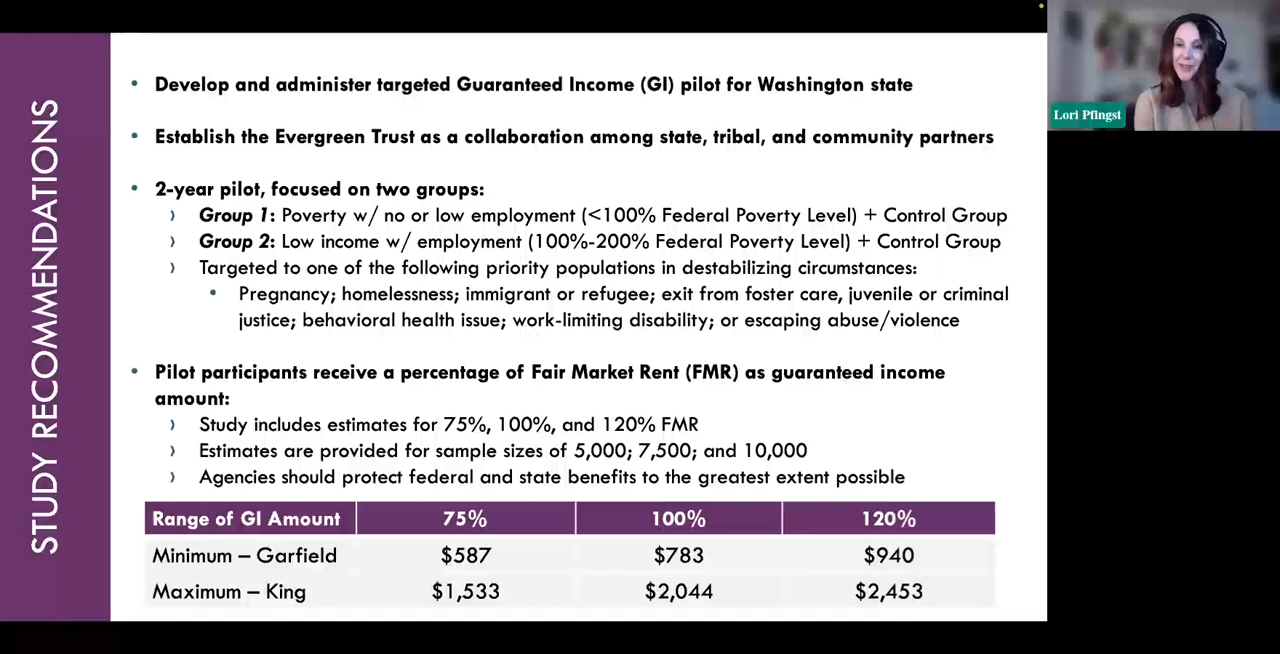 STUDY RECOMMENDATIONS
• Develop and administer targeted Guaranteed Income (GI) pilot for Washington state
• Establish the Evergreen Trust as a collaboration among state, tribal, and community partners
• 2-year pilot, focused on two groups:
› Group 1: Poverty w/ no or low employment (<100% Federal Poverty Level) + Control Group
› Group 2: Low income w/ employment (100%-200% Federal Poverty Level) + Control Group
› Targeted to one of the following priority populations in destabilizing circumstances:
• Pregnancy; homelessness; immigrant or refugee; exit from foster care, juvenile or criminal
justice; behavioral health issue; work-limiting disability; or escaping abuse/violence
• Pilot participants receive a percentage of Fair Market Rent (FMR) as guaranteed income
amount:
› Study includes estimates for 75%, 100%, and 120% FMR
› Estimates are provided for sample sizes of 5,000; 7,500; and 10,000
› Agencies should protect federal and state benefits to the greatest extent possible
Range of GI Amount 75% 100% 120%
Minimum – Garfield $587 $783 $940
Maximum – King $1,533 $2,044 $2,453
Lori Pfingst